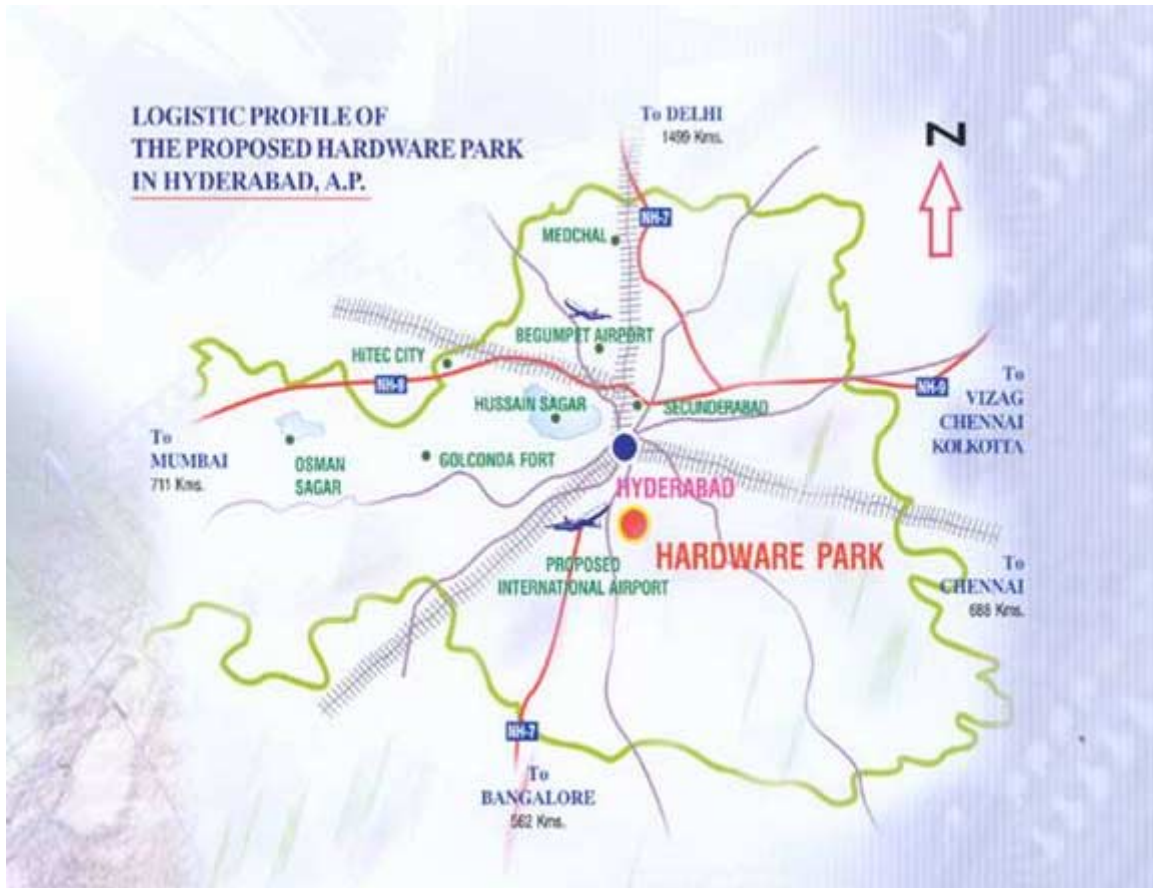 LOGISTIC PROFILE OF
THE PROPOSED HARDWARE PARK
IN HYDERABAD, A.P.
To DELHI
1499 Kms.
N
NH-7
MEDCHAL
BEGUMPET AIRPORT
HITEC CITY
NH-9
HUSSAIN SAGAR
SECUNDERABAD
NH-9
To
VIZAG
CHENNAI
KOLKOTTA
To
MUMBAI
711 Kms.
OSMAN
SAGAR
GOLCONDA FORT
HYDERABAD
HARDWARE PARK
PROPOSED
INTERNATIONAL AIRPORT
To
CHENNAI
688 Kms.
NH-7
To
BANGALORE
562 Kms.